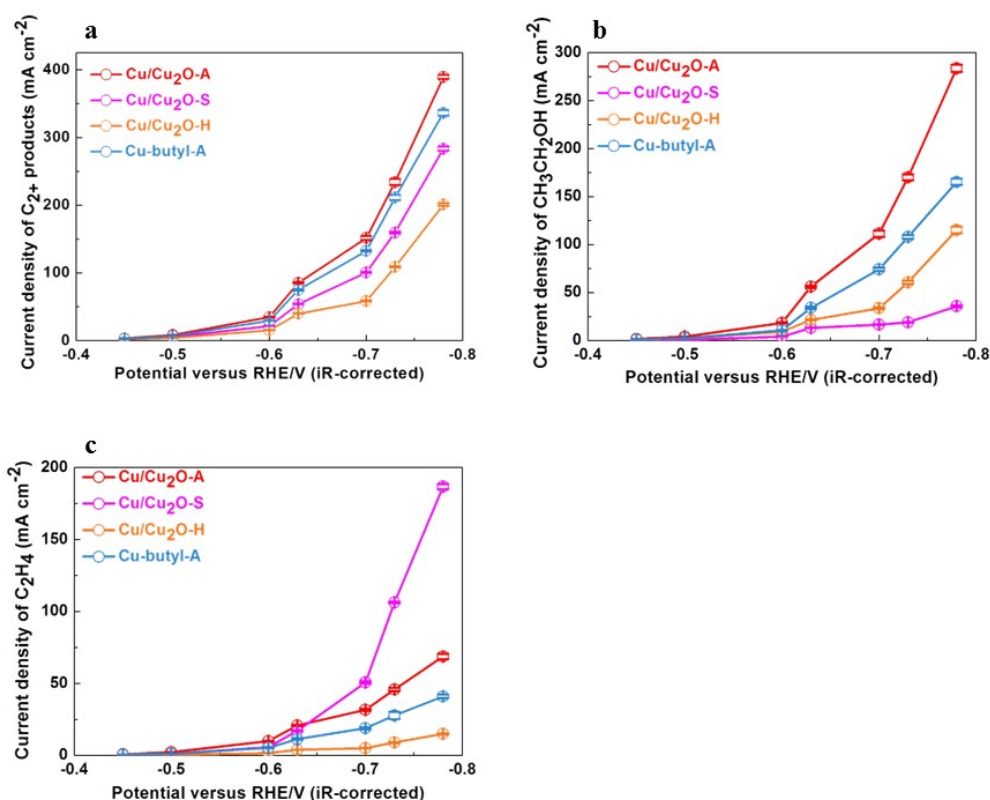 a
Current density of C2+ products (mA cm-2)
400
300
200
100
0
Cu/Cu2O-A
Cu/Cu2O-S
Cu/Cu2O-H
Cu-butyl-A
-0.4
-0.5
-0.6
-0.7
-0.8
Potential versus RHE/V (iR-corrected)
b
Current density of CH3CH2OH (mA cm-2)
300
250
200
150
100
50
0
Cu/Cu2O-A
Cu/Cu2O-S
Cu/Cu2O-H
Cu-butyl-A
-0.4
-0.5
-0.6
-0.7
-0.8
Potential versus RHE/V (iR-corrected)
c
Current density of C2H4 (mA cm-2)
200
150
100
50
0
Cu/Cu2O-A
Cu/Cu2O-S
Cu/Cu2O-H
Cu-butyl-A
-0.4
-0.5
-0.6
-0.7
-0.8
Potential versus RHE/V (iR-corrected)